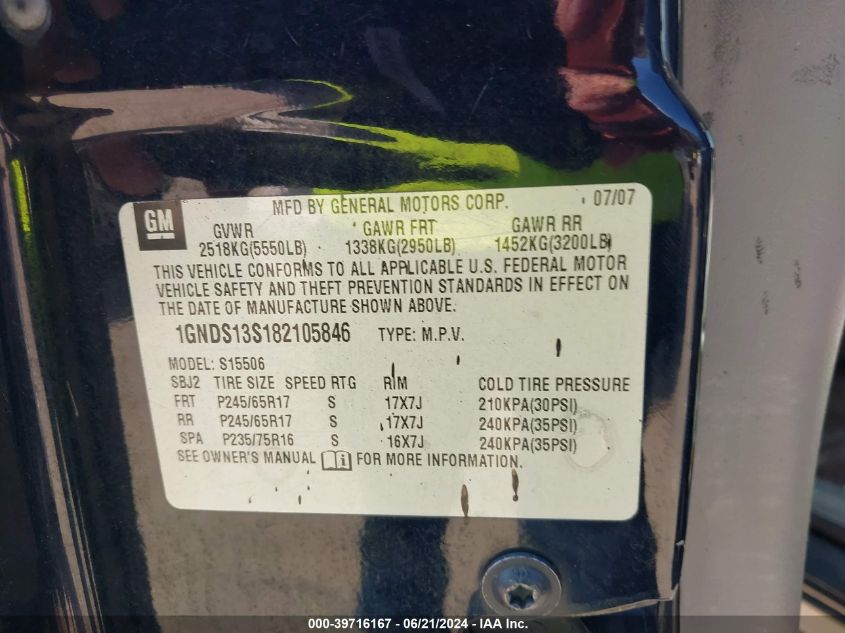 GM
MFD BY GENERAL MOTORS CORP. 07/07
GVWR GAWR FRT GAWR RR
2518KG(5550LB) 1338KG(2950LB) 1452KG(3200LB)
THIS VEHICLE CONFORMS TO ALL APPLICABLE U.S. FEDERAL MOTOR
VEHICLE SAFETY AND THEFT PREVENTION STANDARDS IN EFFECT ON
THE DATE OF MANUFACTURE SHOWN ABOVE.
1GNDS13S182105846 TYPE: M.P.V.
MODEL: S15506
SBJ2 TIRE SIZE SPEED RTG RIM COLD TIRE PRESSURE
FRT P245/65R17 S 17X7J 210KPA(30PSI)
RR P245/65R17 S 17X7J 240KPA(35PSI)
SPA P235/75R16 S 16X7J 240KPA(35PSI)
SEE OWNER'S MANUAL FOR MORE INFORMATION.
000-39716167 - 06/21/2024 - IAA Inc.